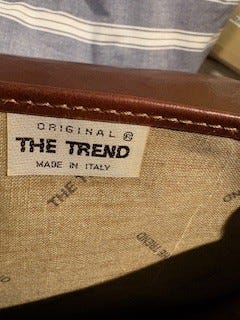 ORIGINAL ®
THE TREND
MADE IN ITALY
THE TREND
THE TREND